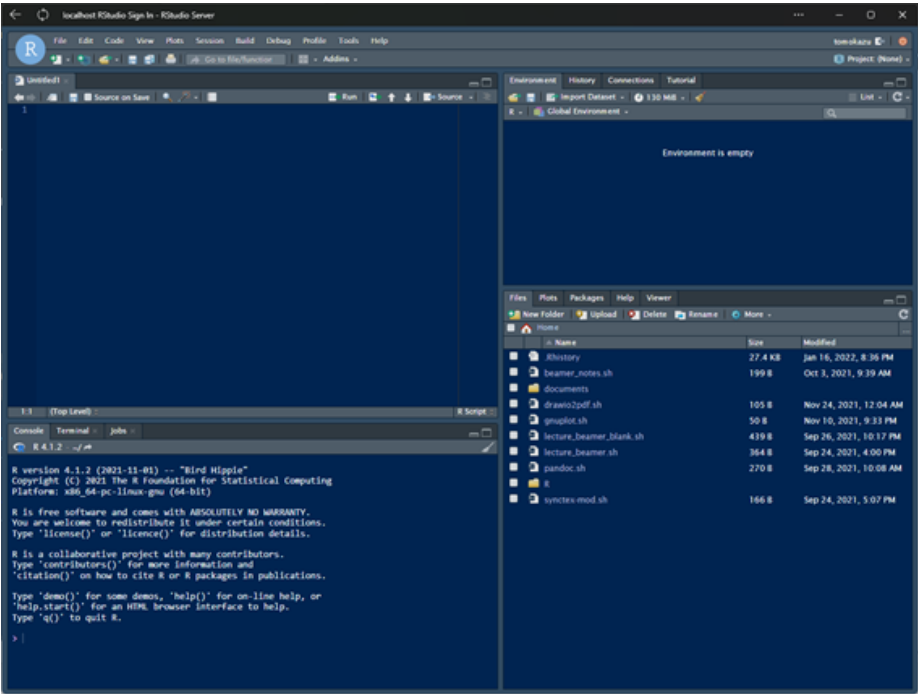 localhost RStudio Sign In - RStudio Server
R
File Edit Code View Plots Session Build Debug Profile Tools Help
tomokazu
Go to file/function
Addins
Project: (None)
Untitled1
Source on Save
Run
Source
1
1:1 (Top Level)
R Script
Console Terminal Jobs
R 4.1.2 · ~/
R version 4.1.2 (2021-11-01) -- "Bird Hippie"
Copyright (C) 2021 The R Foundation for Statistical Computing
Platform: x86_64-pc-linux-gnu (64-bit)
R is free software and comes with ABSOLUTELY NO WARRANTY.
You are welcome to redistribute it under certain conditions.
Type 'license()' or 'licence()' for distribution details.
R is a collaborative project with many contributors.
Type 'contributors()' for more information and
'citation()' on how to cite R or R packages in publications.
Type 'demo()' for some demos, 'help()' for on-line help, or
'help.start()' for an HTML browser interface to help.
Type 'q()' to quit R.
>
Environment History Connections Tutorial
Import Dataset 130 MiB List
R Global Environment
Environment is empty
Files Plots Packages Help Viewer
New Folder Upload Delete Rename More
Home
Name Size Modified
.Rhistory 27.4 KB Jan 16, 2022, 8:36 PM
beamer_notes.sh 199 B Oct 3, 2021, 9:39 AM
documents
drawio2pdf.sh 105 B Nov 24, 2021, 12:04 AM
gnuplot.sh 50 B Nov 10, 2021, 9:33 PM
lecture_beamer_blank.sh 439 B Sep 26, 2021, 10:17 PM
lecture_beamer.sh 364 B Sep 24, 2021, 4:00 PM
pandoc.sh 270 B Sep 28, 2021, 10:08 AM
R
synctex-mod.sh 166 B Sep 24, 2021, 5:07 PM